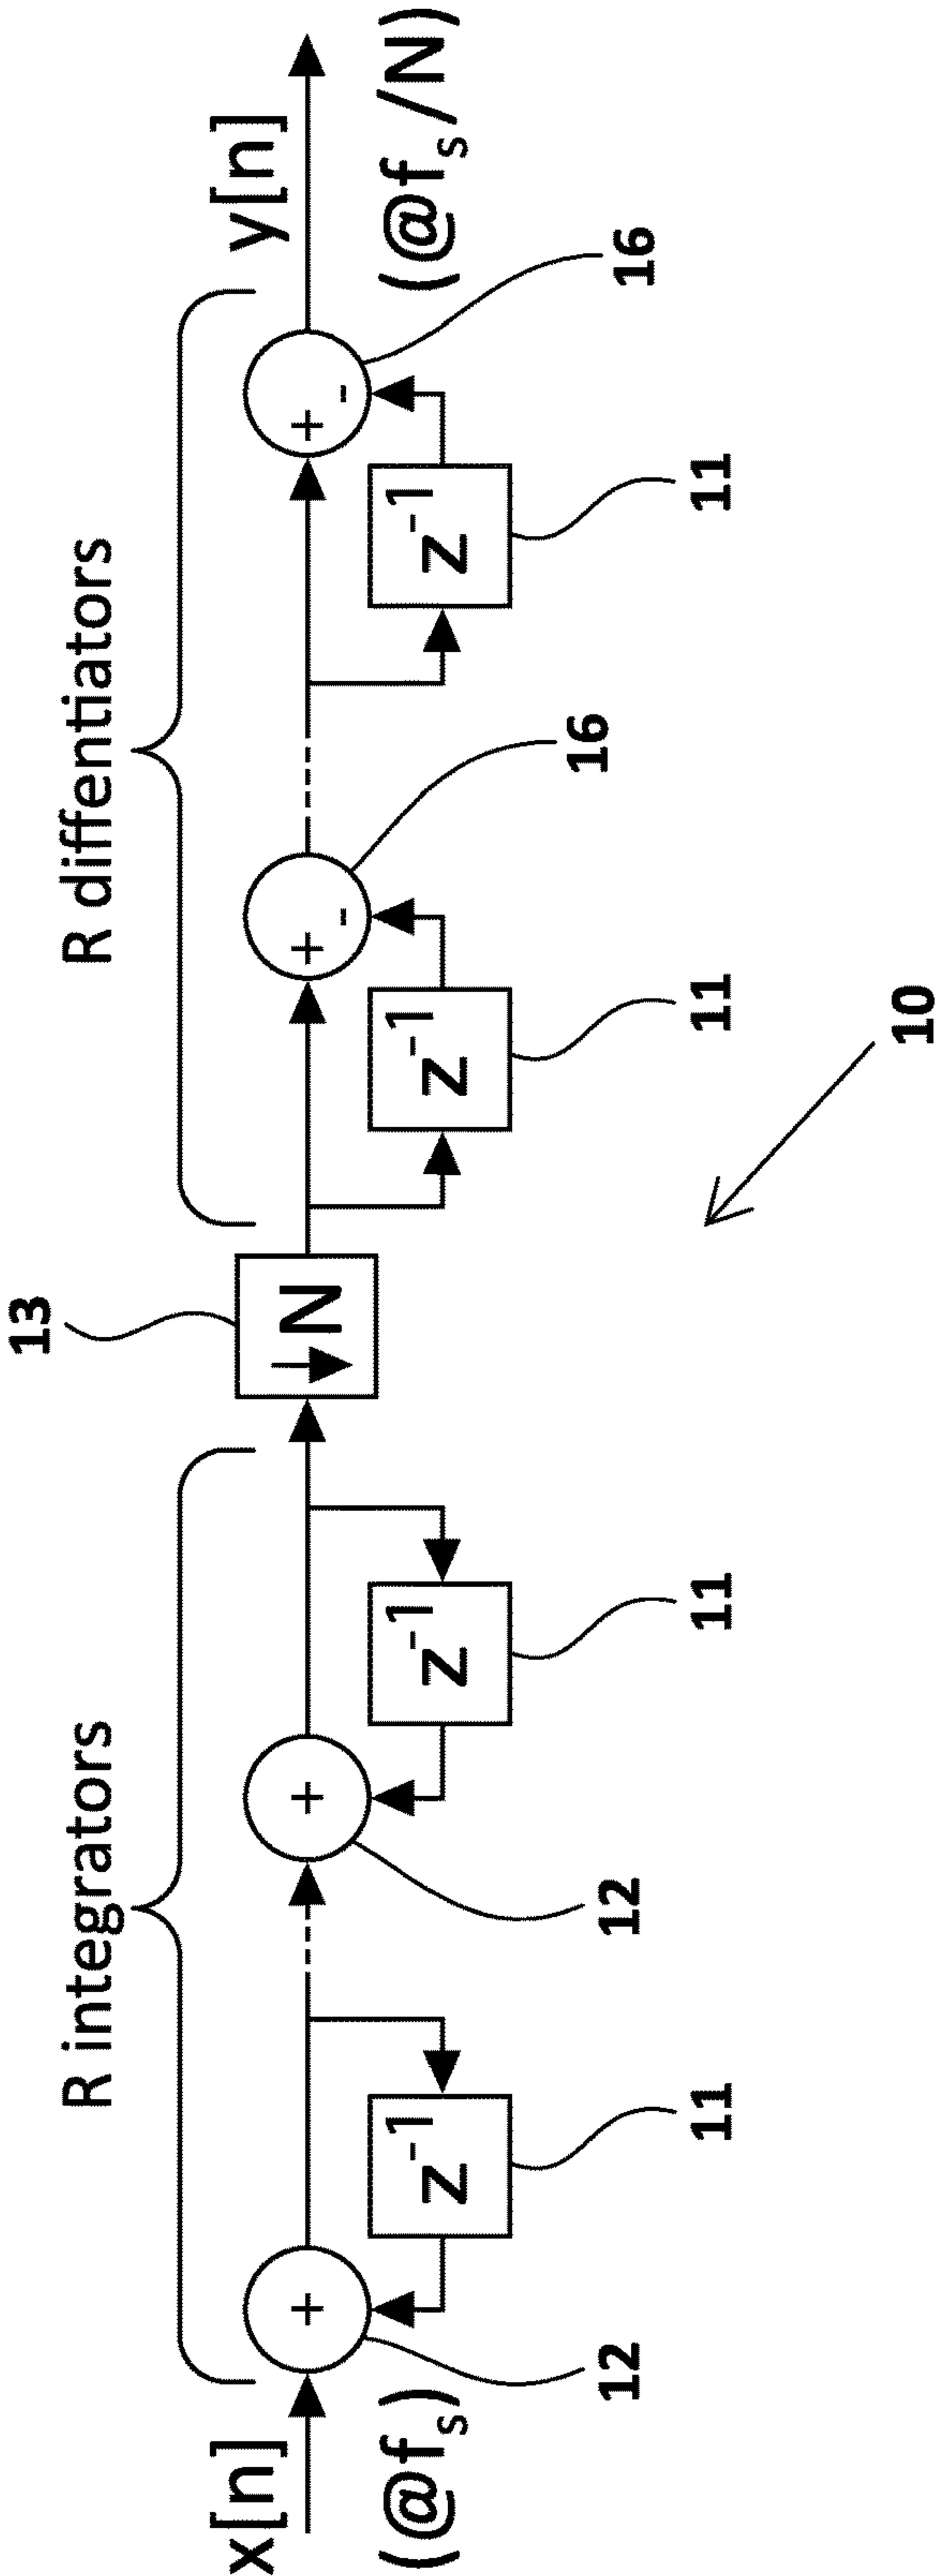 R integrators
R diffentiators
13
x[n]
y[n]
(@fs)
(@fs/N)
+
+
↓N
+
-
+
-
z-1
z-1
z-1
z-1
12
11
12
11
11
16
11
16
10